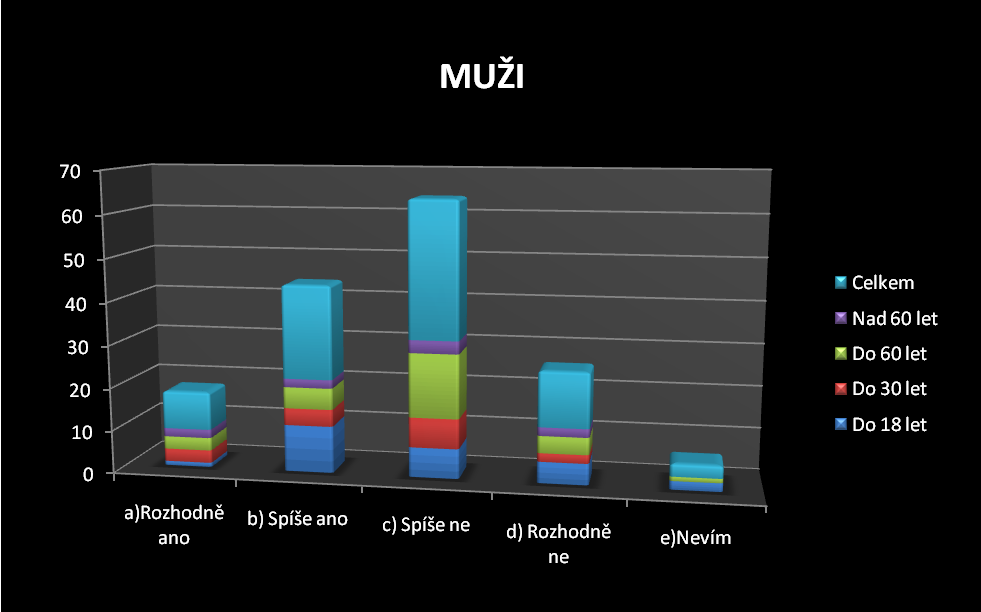 MUŽI
70
60
50
40
30
20
10
0
a)Rozhodně
ano
b) Spíše ano
c) Spíše ne
d) Rozhodně
ne
e)Nevím
Celkem
Nad 60 let
Do 60 let
Do 30 let
Do 18 let